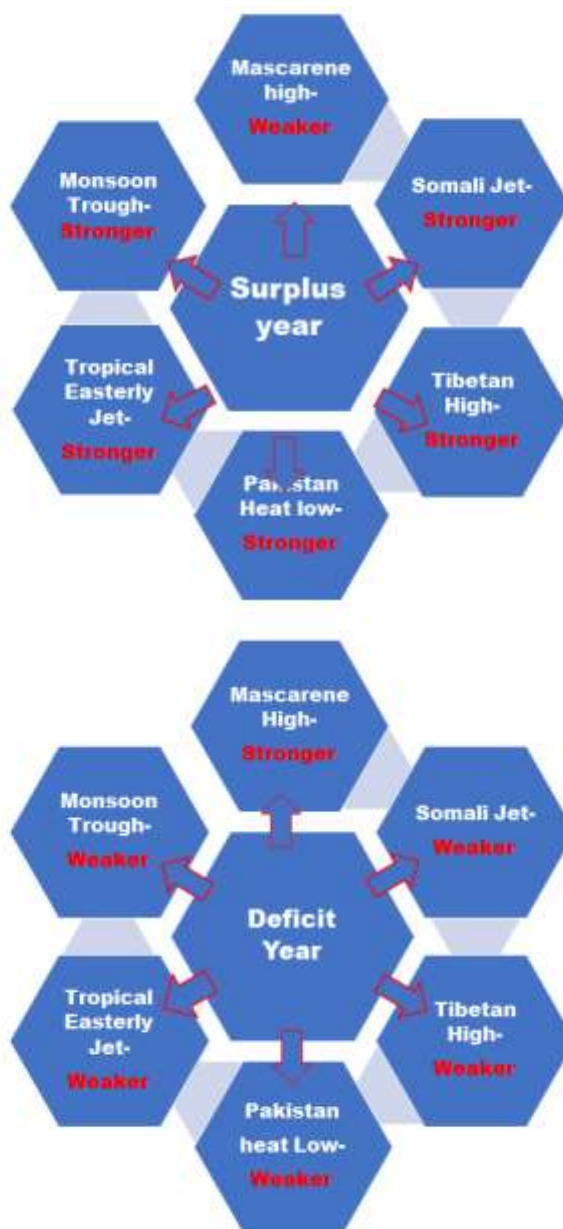 Mascarene
high-
Weaker
Monsoon
Trough-
Stronger
Somali Jet-
Stronger
Surplus
year
Tropical
Easterly
Jet-
Stronger
Tibetan
High-
Stronger
Pakistan
Heat low-
Stronger
Mascarene
High-
Stronger
Monsoon
Trough-
Weaker
Somali Jet-
Weaker
Deficit
Year
Tropical
Easterly
Jet-
Weaker
Tibetan
High-
Weaker
Pakistan
heat Low-
Weaker